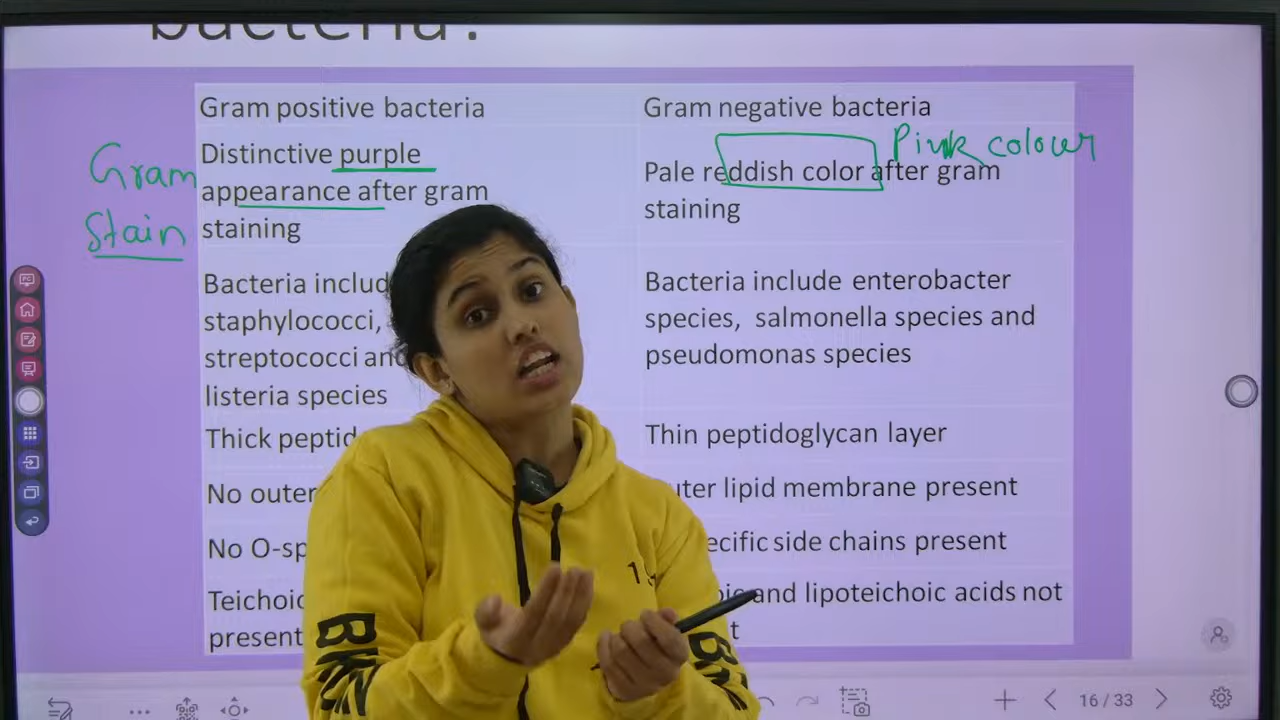 bacteria?
Gram positive bacteria
Gram negative bacteria
Gram
Stain
Distinctive purple
appearance after gram
staining
Pink colour
Pale reddish color after gram
staining
Bacteria includ
staphylococci,
streptococci and
listeria species
Bacteria include enterobacter
species, salmonella species and
pseudomonas species
Thick peptid
Thin peptidoglycan layer
No outer
uter lipid membrane present
No O-sp
ecific side chains present
Teichoic
present
and lipoteichoic acids not
t
16 / 33